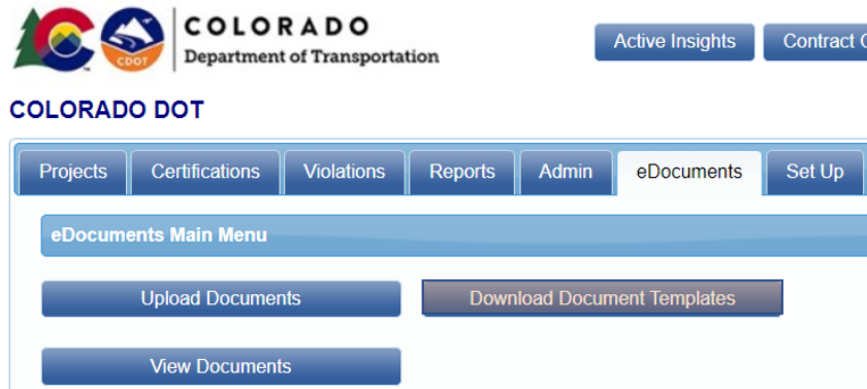 COLORADO
Department of Transportation
CDOT
Active Insights
Contract
COLORADO DOT
Projects
Certifications
Violations
Reports
Admin
eDocuments
Set Up
eDocuments Main Menu
Upload Documents
Download Document Templates
View Documents